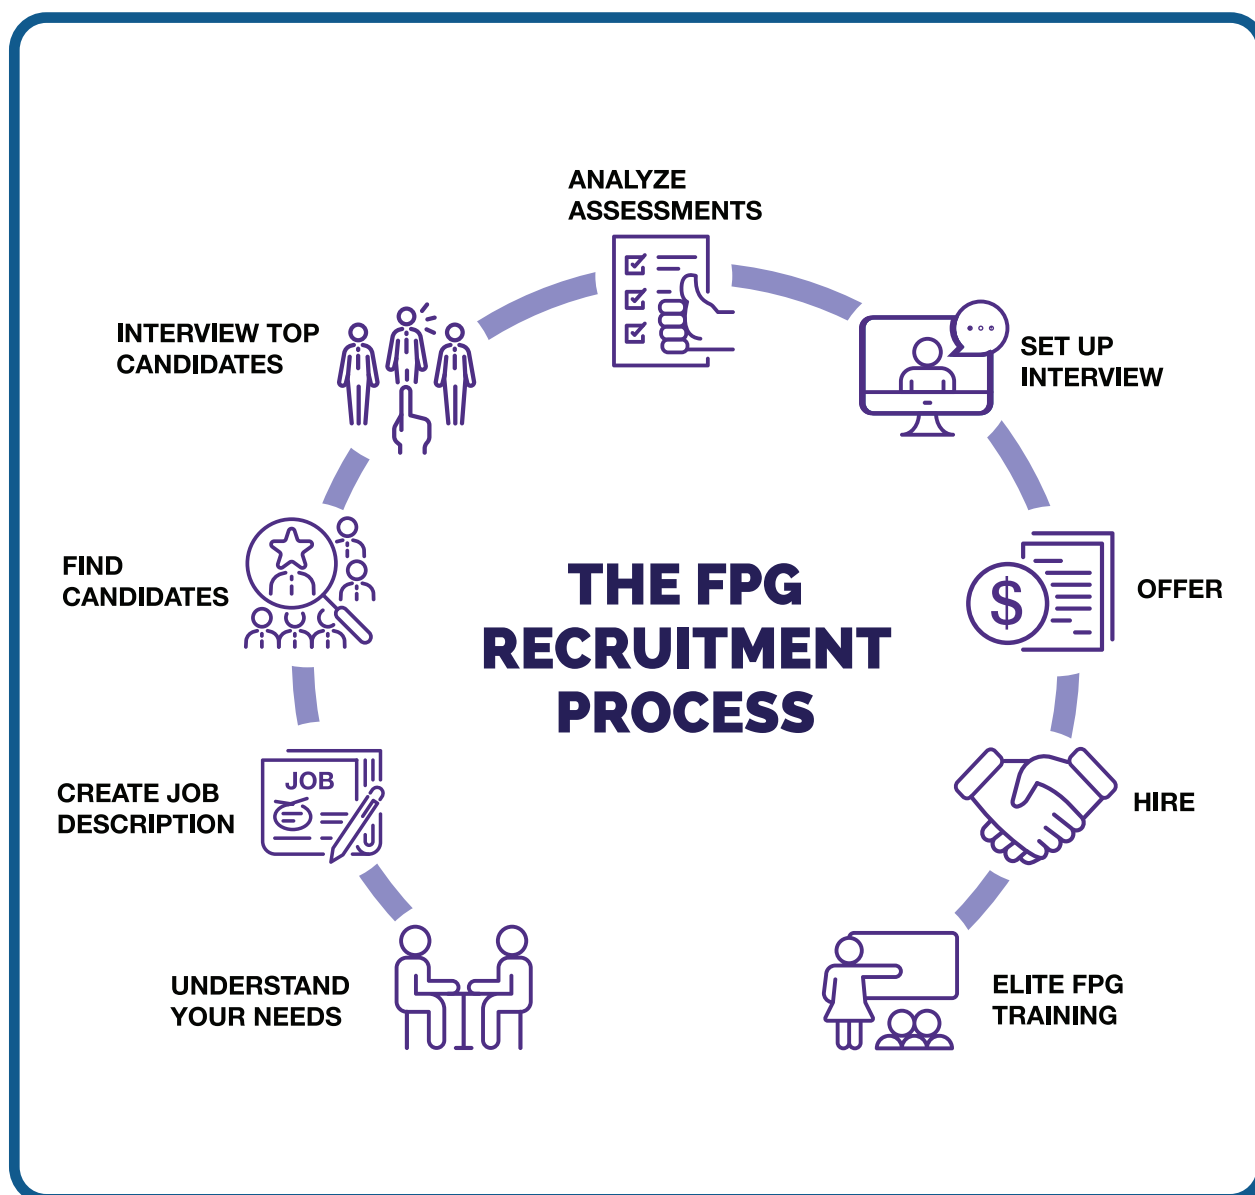 ANALYZE
ASSESSMENTS
INTERVIEW TOP
CANDIDATES
SET UP
INTERVIEW
FIND
CANDIDATES
THE FPG
RECRUITMENT
PROCESS
OFFER
CREATE JOB
DESCRIPTION
JOB
$
HIRE
UNDERSTAND
YOUR NEEDS
ELITE FPG
TRAINING